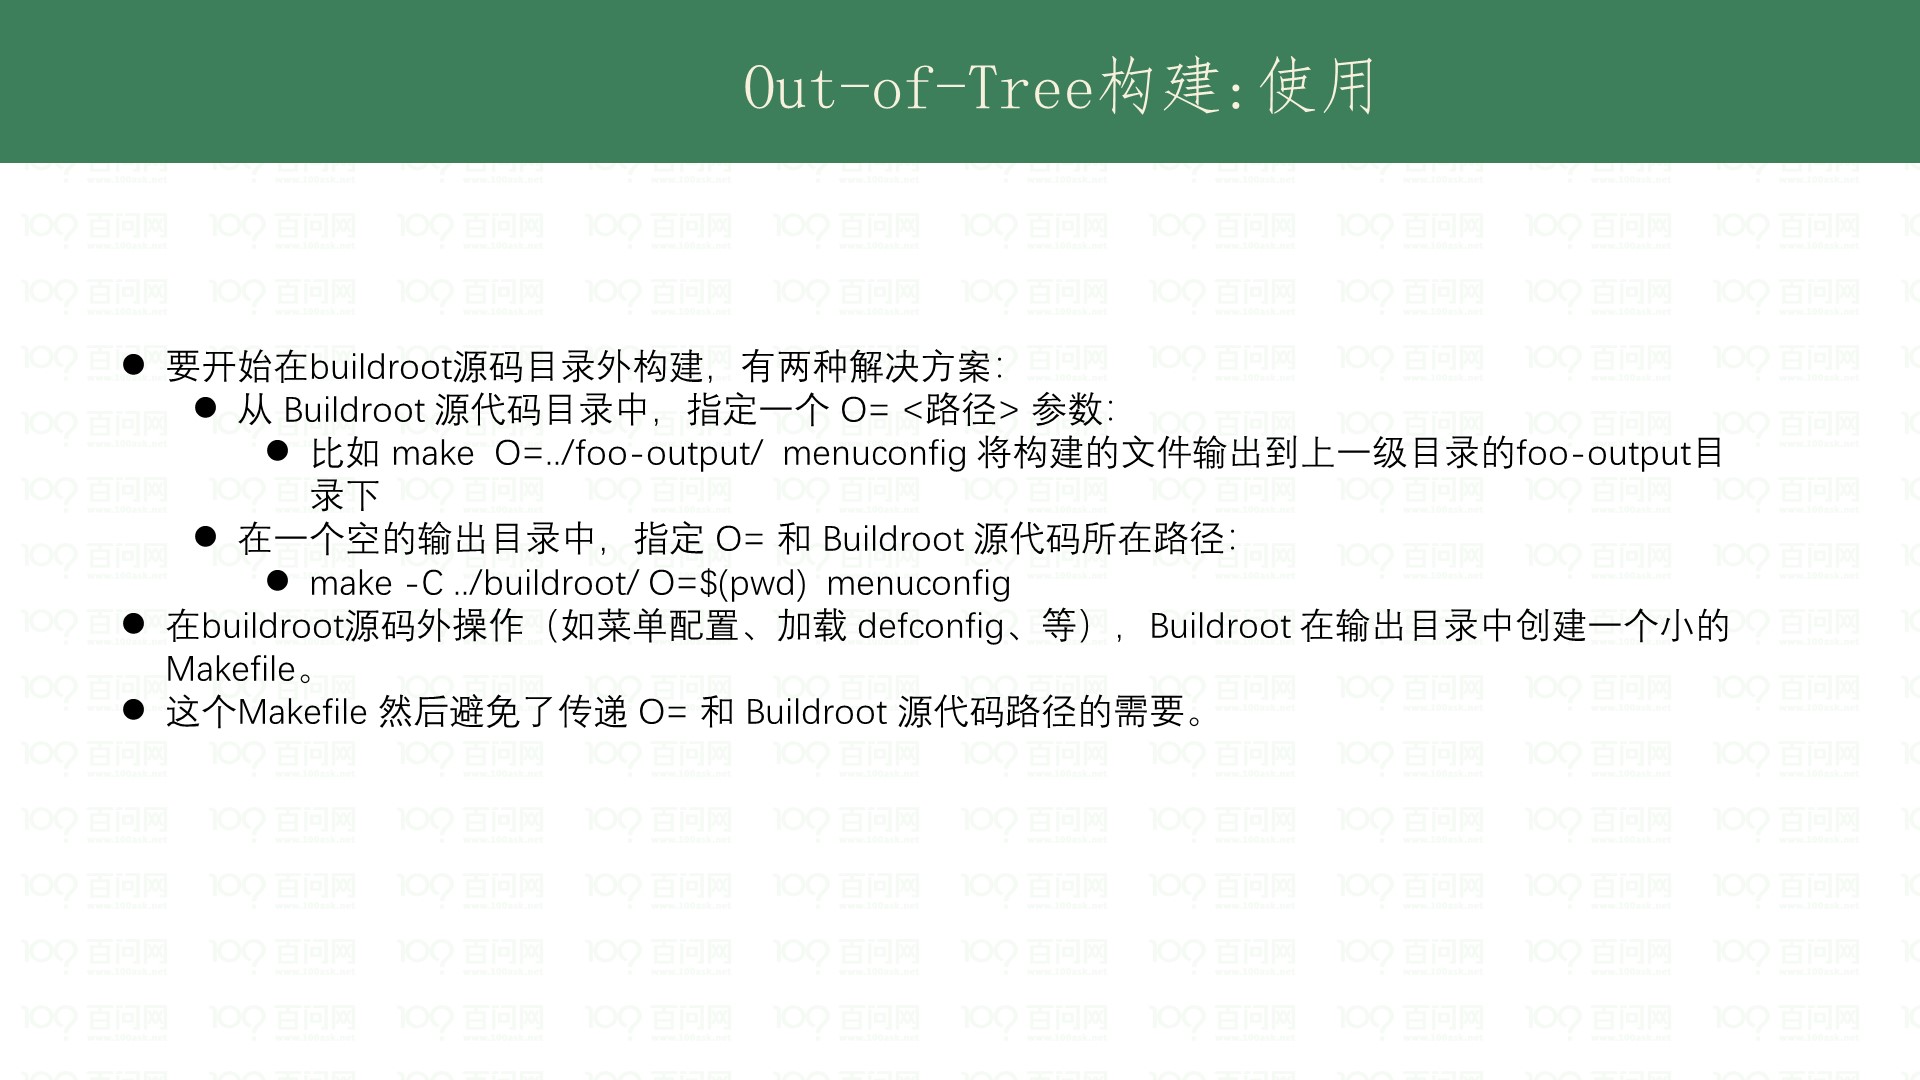 Out-of-Tree构建:使用
● 要开始在buildroot源码目录外构建，有两种解决方案：
● 从 Buildroot 源代码目录中，指定一个 O= <路径> 参数：
● 比如 make  O=../foo-output/  menuconfig 将构建的文件输出到上一级目录的foo-output目
录下
● 在一个空的输出目录中，指定 O= 和 Buildroot 源代码所在路径：
● make -C ../buildroot/ O=$(pwd)  menuconfig
● 在buildroot源码外操作（如菜单配置、加载 defconfig、等），Buildroot 在输出目录中创建一个小的
Makefile。
● 这个Makefile 然后避免了传递 O= 和 Buildroot 源代码路径的需要。
百问网
www.100ask.net